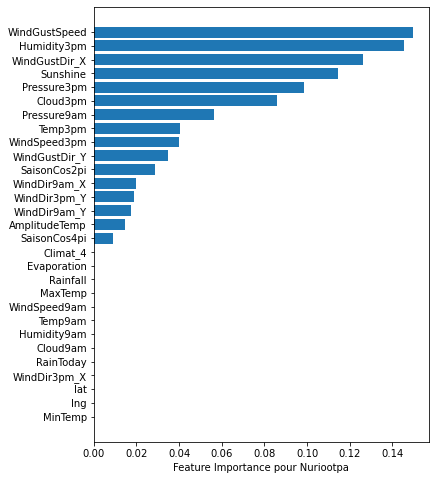 WindGustSpeed
Humidity3pm
WindGustDir_X
Sunshine
Pressure3pm
Cloud3pm
Pressure9am
Temp3pm
WindSpeed3pm
WindGustDir_Y
SaisonCos2pi
WindDir9am_X
WindDir3pm_Y
WindDir9am_Y
AmplitudeTemp
SaisonCos4pi
Climat_4
Evaporation
Rainfall
MaxTemp
WindSpeed9am
Temp9am
Humidity9am
Cloud9am
RainToday
WindDir3pm_X
lat
lng
MinTemp
0.00 0.02 0.04 0.06 0.08 0.10 0.12 0.14
Feature Importance pour Nuriootpa